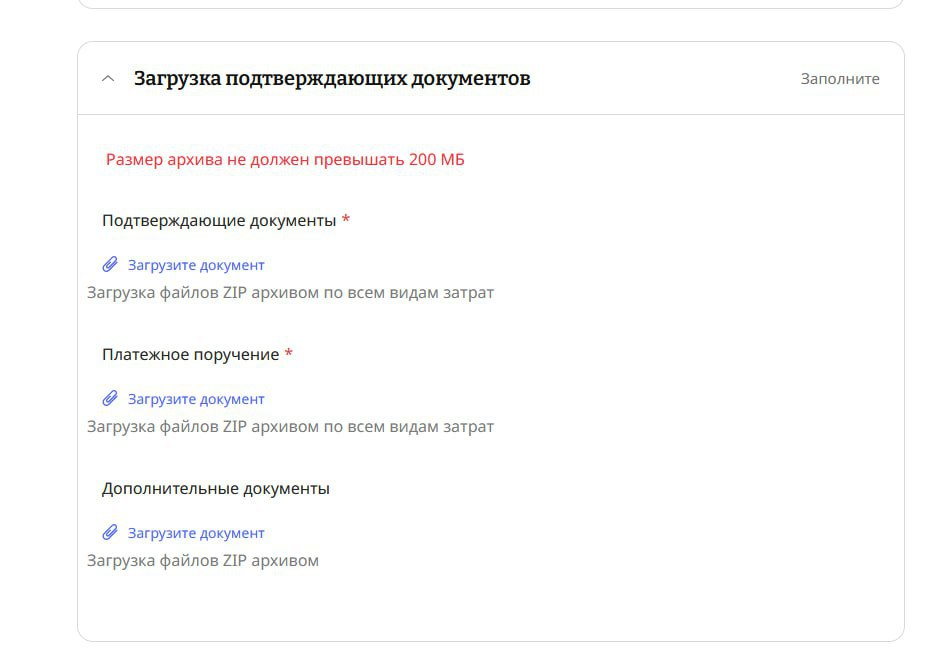 Загрузка подтверждающих документов
Заполните
Размер архива не должен превышать 200 МБ
Подтверждающие документы *
Загрузите документ
Загрузка файлов ZIP архивом по всем видам затрат
Платежное поручение *
Загрузите документ
Загрузка файлов ZIP архивом по всем видам затрат
Дополнительные документы
Загрузите документ
Загрузка файлов ZIP архивом